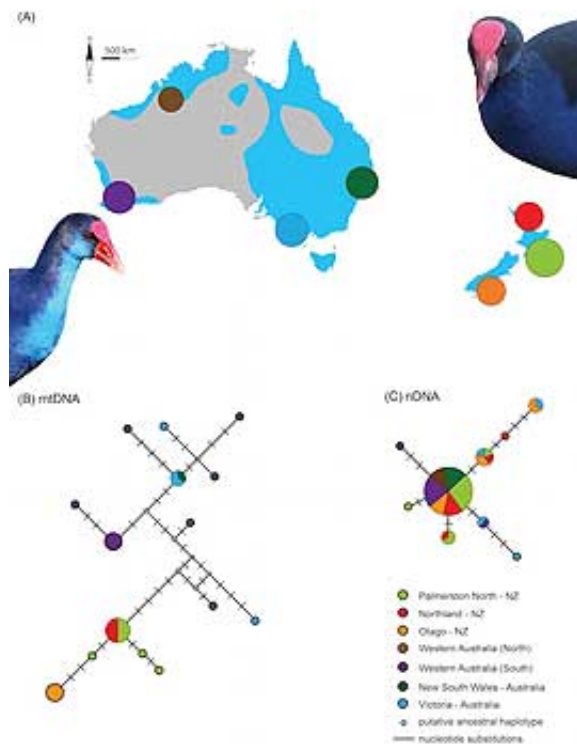 (A)
500 km
(B) mtDNA
(C) nDNA
Palmerston North - NZ
Northland - NZ
Otago - NZ
Western Australia (North)
Western Australia (South)
New South Wales - Australia
Victoria - Australia
putative ancestral haplotype
nucleotide substitutions